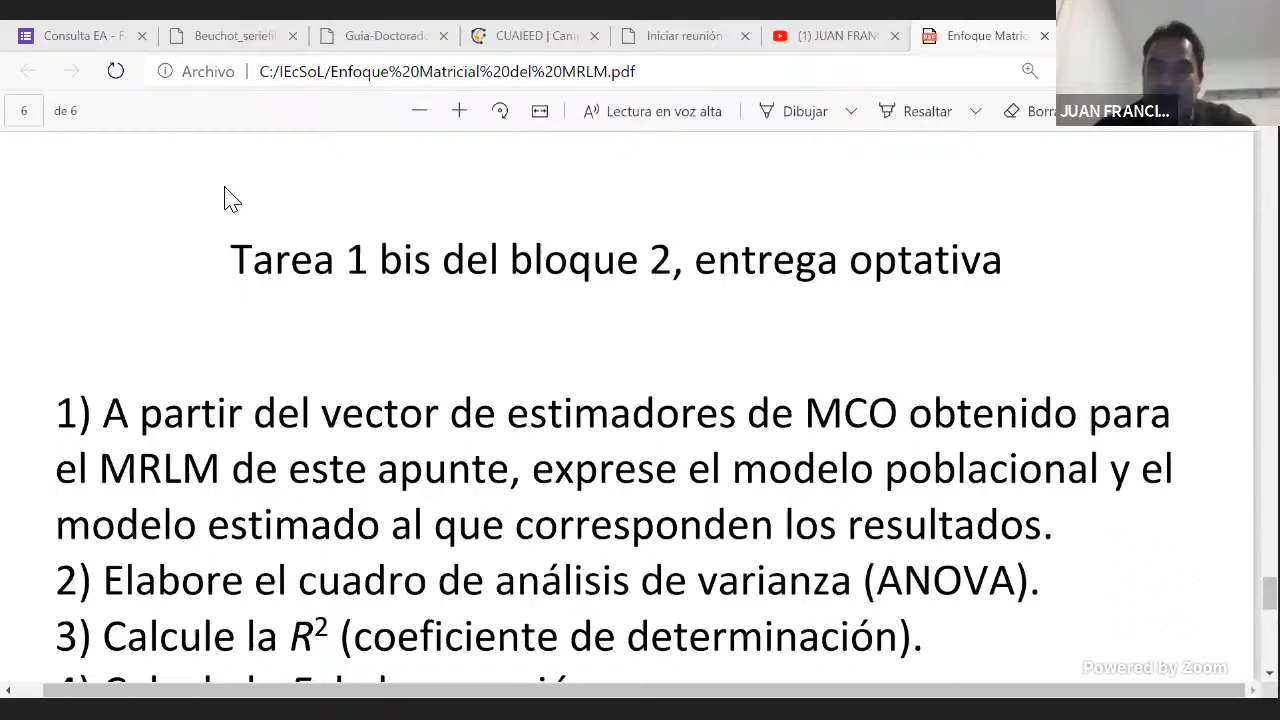 Consulta EA - F
Beuchot_seriefil
Guia-Doctorado
CUAIEED | Cam
Iniciar reunión
(1) JUAN FRAN
Enfoque Matric
Archivo
C:/IEcSoL/Enfoque%20Matricial%20del%20MRLM.pdf
6 de 6
Lectura en voz alta
Dibujar
Resaltar
Borra
JUAN FRANCI...
Tarea 1 bis del bloque 2, entrega optativa
1) A partir del vector de estimadores de MCO obtenido para
el MRLM de este apunte, exprese el modelo poblacional y el
modelo estimado al que corresponden los resultados.
2) Elabore el cuadro de análisis de varianza (ANOVA).
3) Calcule la R² (coeficiente de determinación).
Powered by Zoom